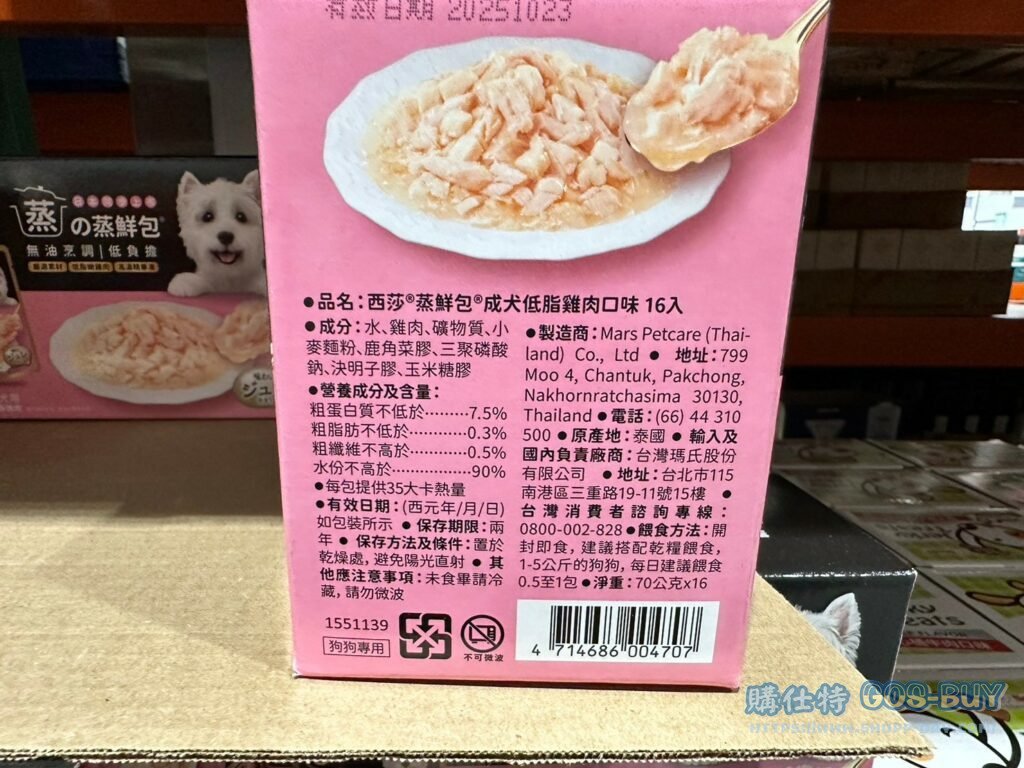 有效日期 20251023
蒸の蒸鮮包
無油烹調|低負擔
●品名：西莎®蒸鮮包®成犬低脂雞肉口味 16入
●成分：水、雞肉、礦物質、小
麥麵粉、鹿角菜膠、三聚磷酸
鈉、決明子膠、玉米糖膠
●營養成分及含量：
粗蛋白質不低於………7.5%
粗脂肪不低於…………0.3%
粗纖維不高於…………0.5%
水份不高於……………90%
●每包提供35大卡熱量
●有效日期：(西元年/月/日)
如包裝所示 ●保存期限：兩
年 ● 保存方法及條件：置於
乾燥處，避免陽光直射 ● 其
他應注意事項：未食畢請冷
藏，請勿微波
1551139
狗狗專用
不可微波
●製造商：Mars Petcare (Thai-
land) Co., Ltd ● 地址：799
Moo 4, Chantuk, Pakchong,
Nakhornratchasima 30130,
Thailand ●電話：(66) 44 310
500 ●原產地：泰國 ● 輸入及
國內負責廠商：台灣瑪氏股份
有限公司 ●地址：台北市115
南港區三重路19-11號15樓 ●
台灣消費者諮詢專線：
0800-002-828 ●餵食方法：開
封即食，建議搭配乾糧餵食，
1-5公斤的狗狗，每日建議餵食
0.5至1包 ●淨重：70公克x16
4 714686 004707
購仕特 COS-BUY